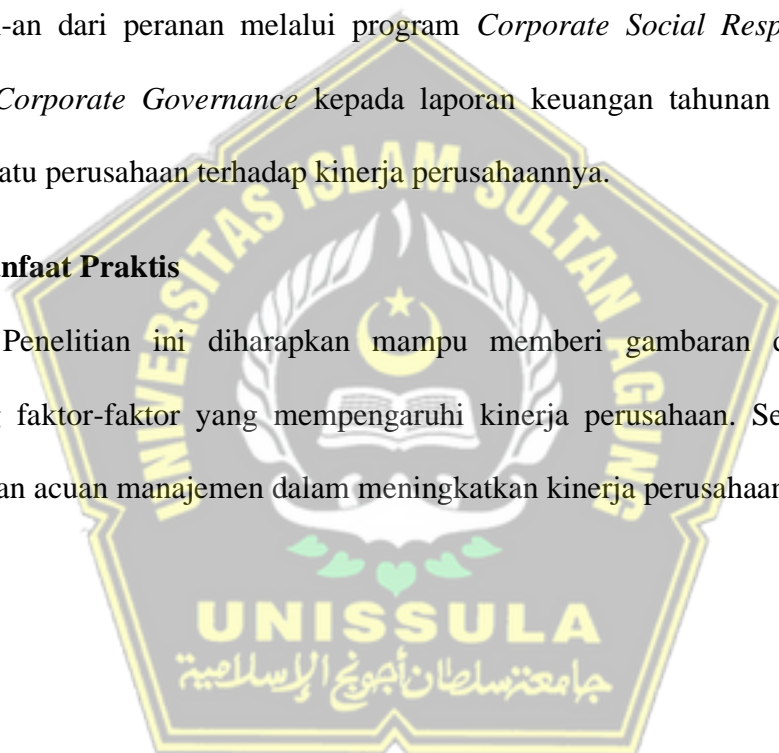 -an dari peranan melalui program Corporate Social Resp
Corporate Governance kepada laporan keuangan tahunan
atu perusahaan terhadap kinerja perusahaannya.
nfaat Praktis
Penelitian ini diharapkan mampu memberi gambaran d
g faktor-faktor yang mempengaruhi kinerja perusahaan. Se
an acuan manajemen dalam meningkatkan kinerja perusahaan
UNIVERSITAS ISLAM SULTAN AGUNG
UNISSULA
جامعتسلطان أجونج الإسلامية